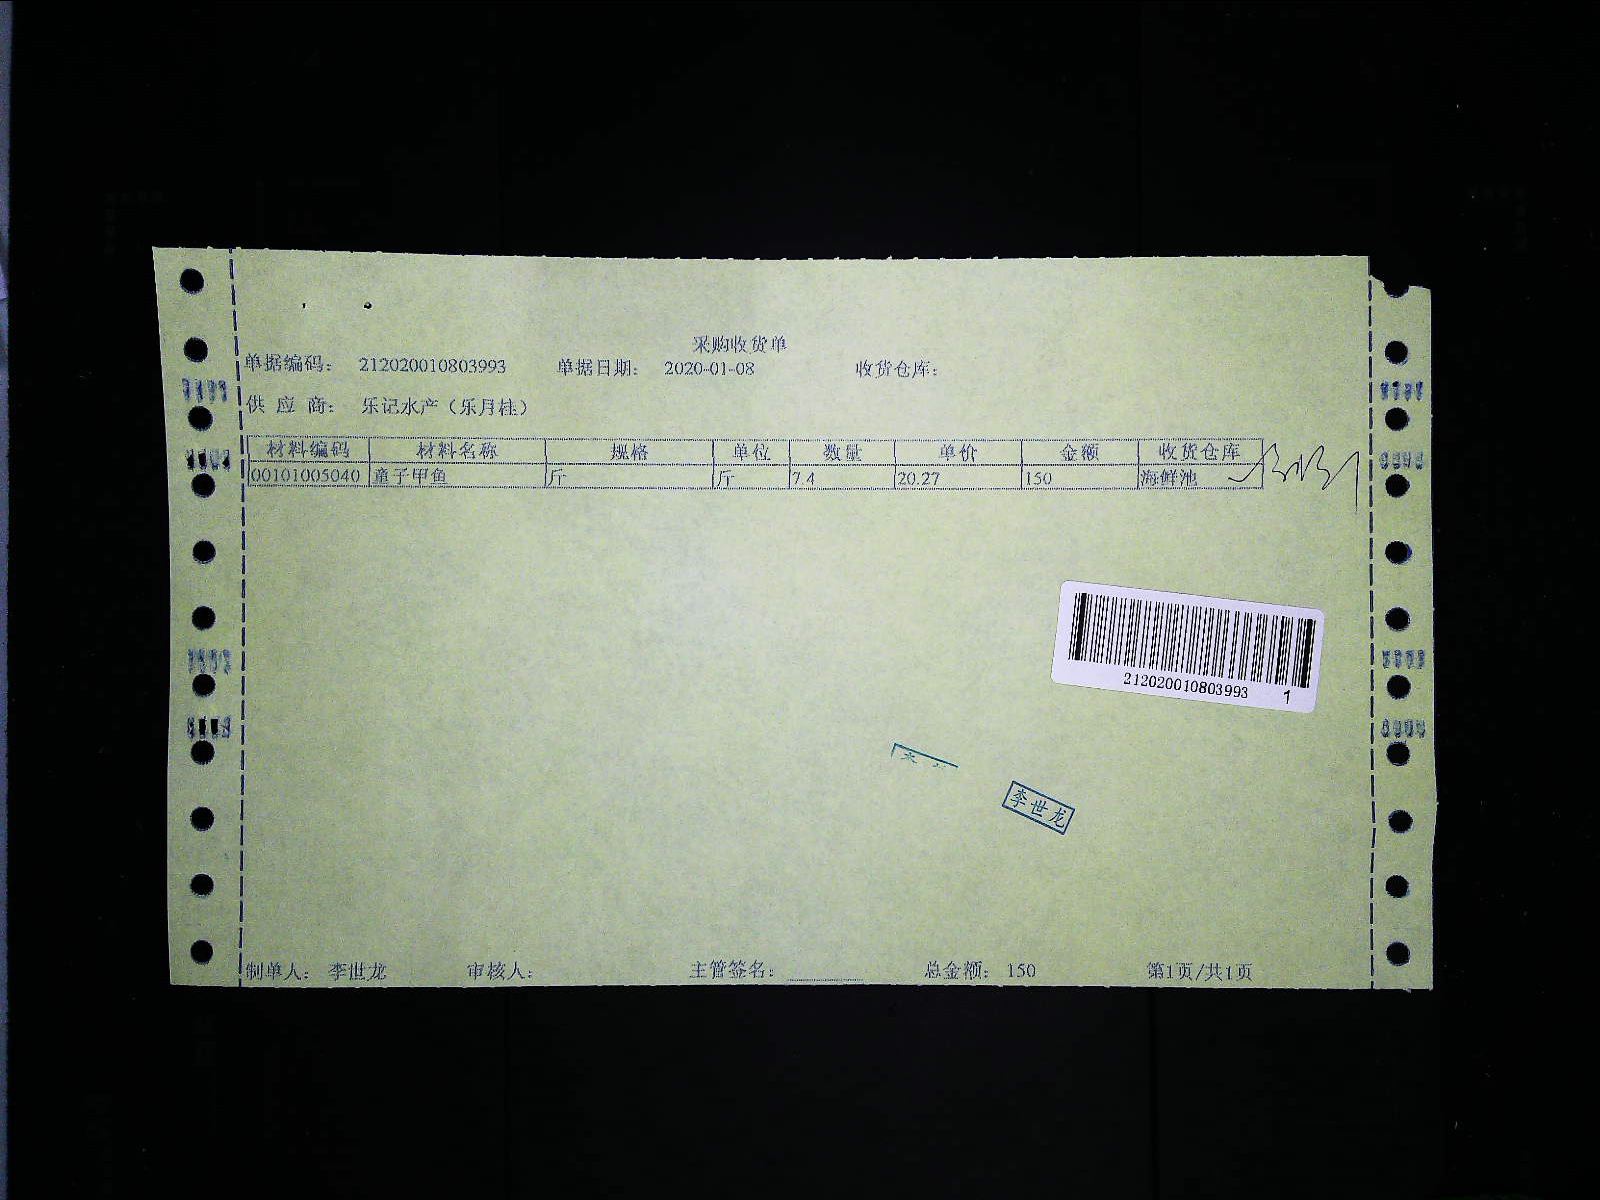 采购收货单
单据编码： 212020010803993 单据日期： 2020-01-08 收货仓库：
供 应 商： 乐记水产（乐月桂）
材料编码 材料名称 规格 单位 数量 单价 金额 收货仓库
00101005040 童子甲鱼 斤 斤 7.4 20.27 150 海鲜池
212020010803993 1
李世龙
制单人： 李世龙 审核人： 主管签名： 总金额： 150 第1页/共1页